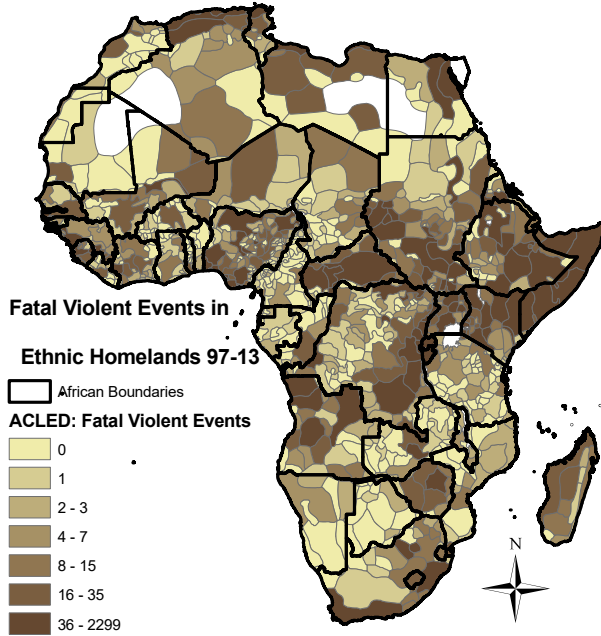 Fatal Violent Events in
Ethnic Homelands 97-13
African Boundaries
ACLED: Fatal Violent Events
0
1
2 - 3
4 - 7
8 - 15
16 - 35
36 - 2299
N